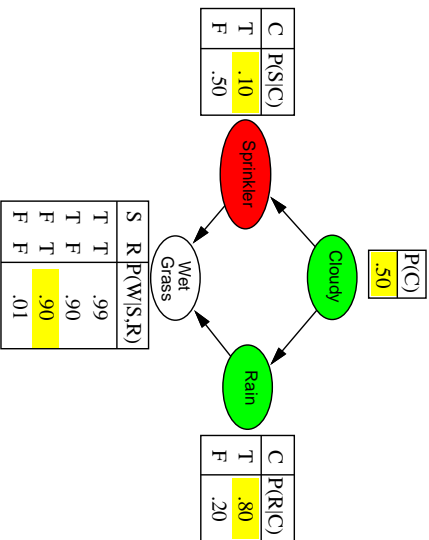 P(C)
.50
Cloudy
C P(S|C)
T .10
F .50
Sprinkler
Rain
C P(R|C)
T .80
F .20
Wet
Grass
S R P(W|S,R)
T T .99
T F .90
F T .90
F F .01